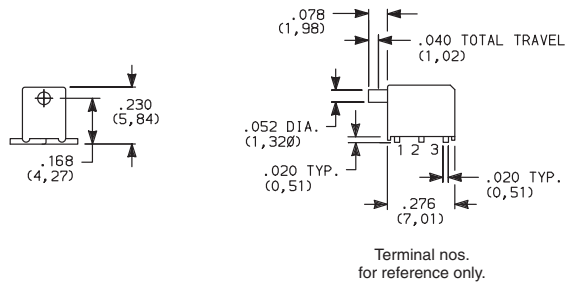 .078
(1,98)
.040 TOTAL TRAVEL
(1,02)
.230
(5,84)
.168
(4,27)
.052 DIA.
(1,320)
1 2 3
.020 TYP.
(0,51)
.020 TYP.
(0,51)
.276
(7,01)
Terminal nos.
for reference only.